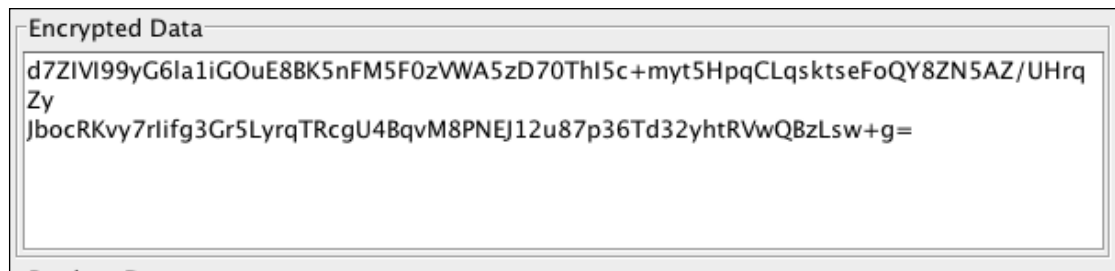 Encrypted Data
d7ZIVI99yG6la1iGOuE8BK5nFM5F0zVWA5zD70ThI5c+myt5HpqCLqsktseFoQY8ZN5AZ/UHrq
Zy
JbocRKvy7rIifg3Gr5LyrqTRcgU4BqvM8PNEJ12u87p36Td32yhtRVwQBzLsw+g=